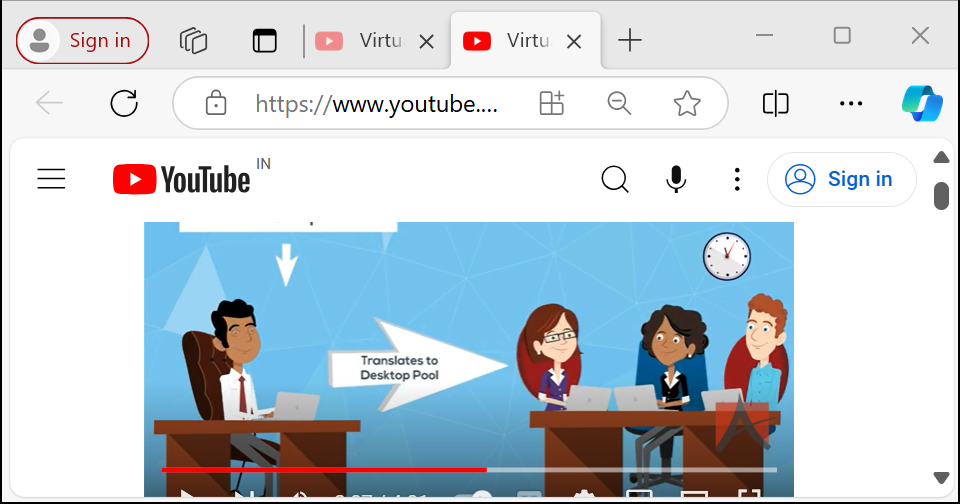 Sign in
Virtu
Virtu
https://www.youtube....
YouTube IN
Sign in
Translates to
Desktop Pool